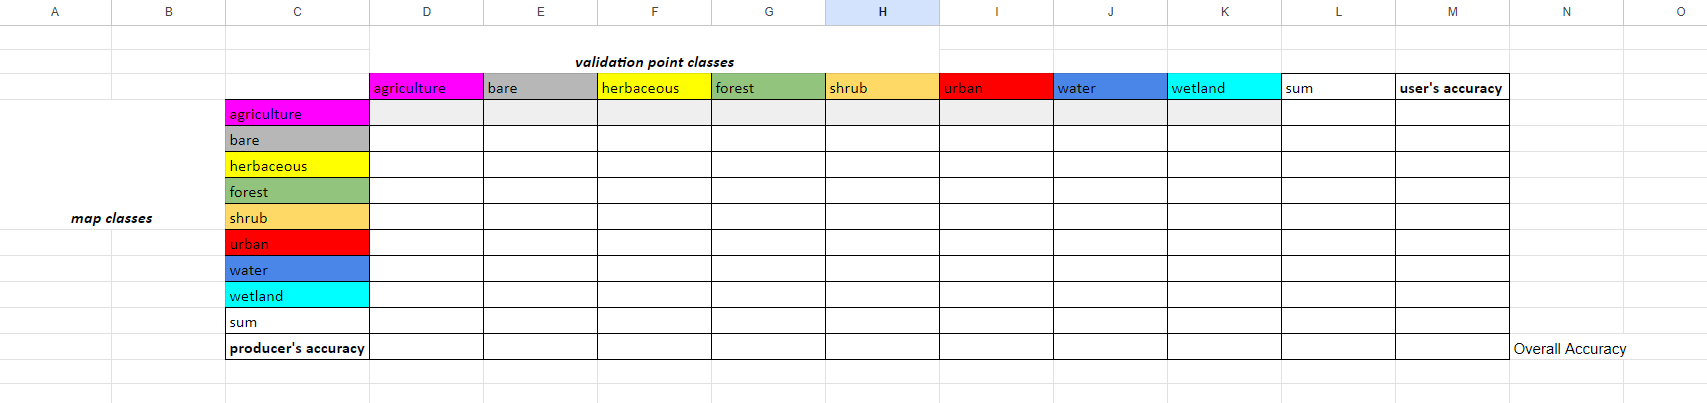 A B C D E F G H I J K L M N O
validation point classes
agriculture bare herbaceous forest shrub urban water wetland sum user's accuracy
agriculture
bare
herbaceous
forest
map classes shrub
urban
water
wetland
sum
producer's accuracy Overall Accuracy